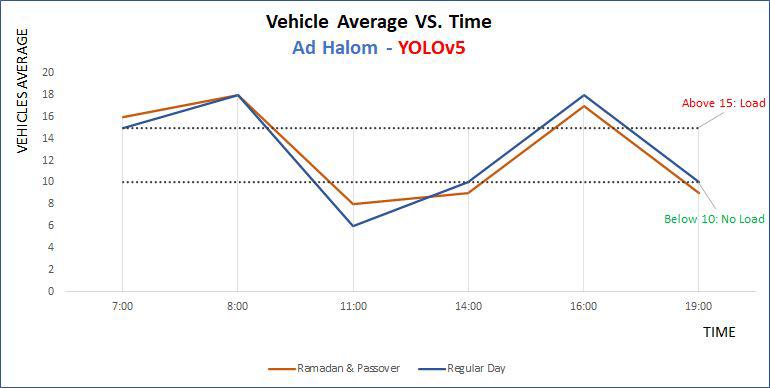 Vehicle Average VS. Time
Ad Halom - YOLOv5
VEHICLES AVERAGE
20
18
16
14
12
10
8
6
4
2
0
Above 15: Load
Below 10: No Load
7:00 8:00 11:00 14:00 16:00 19:00
TIME
Ramadan & Passover Regular Day